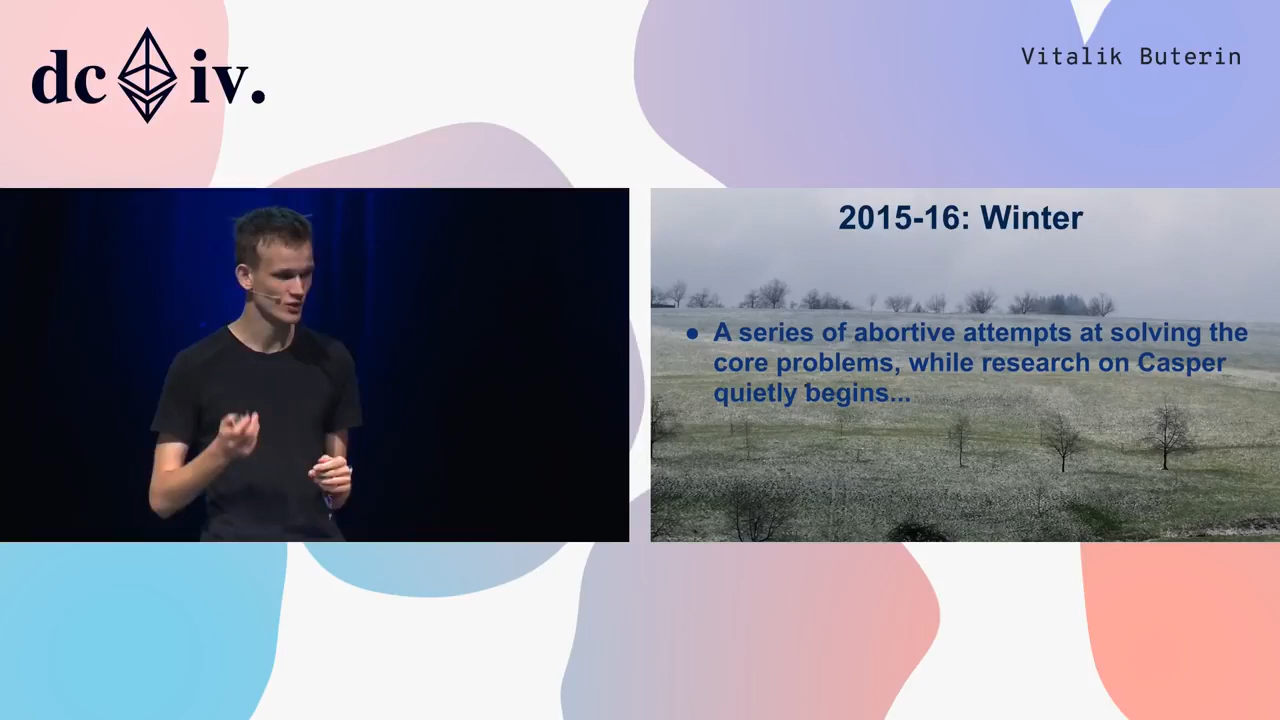 dc iv.
Vitalik Buterin
2015-16: Winter
● A series of abortive attempts at solving the
core problems, while research on Casper
quietly begins...